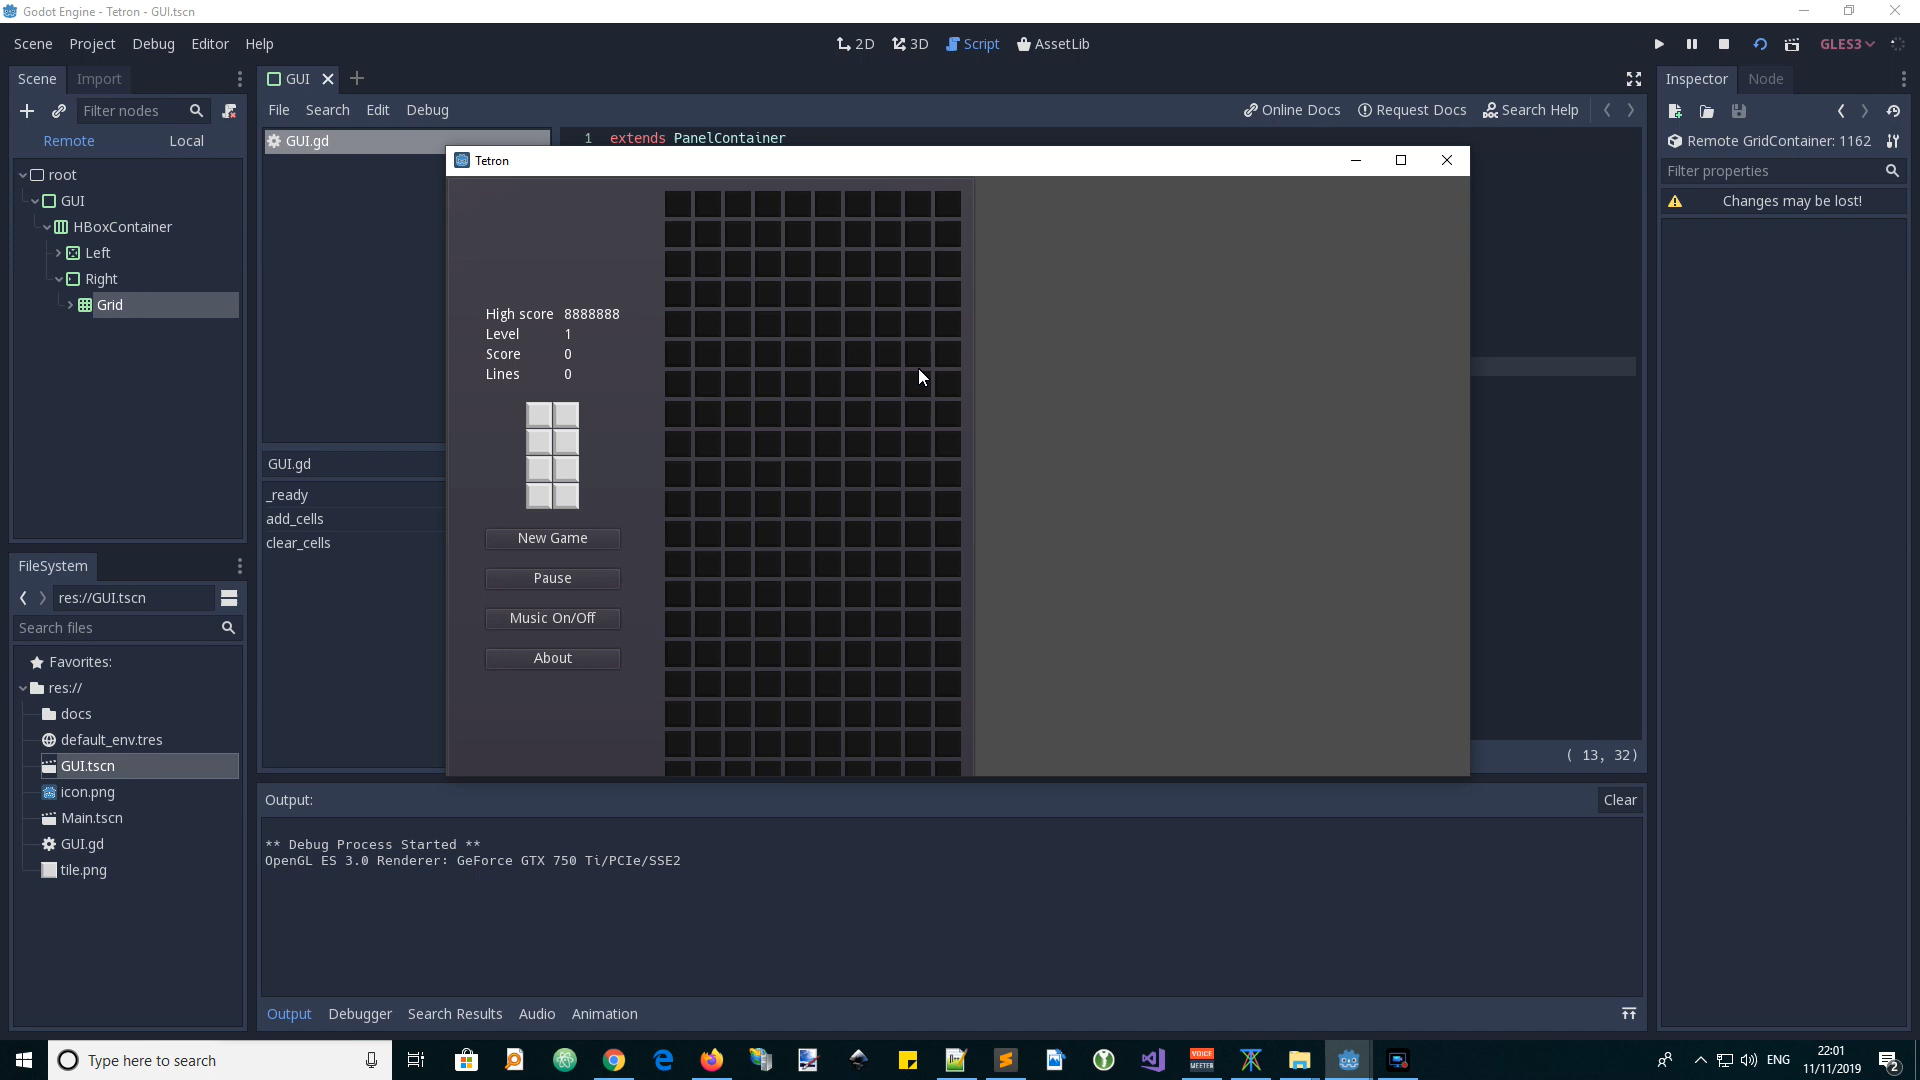 Godot Engine - Tetron - GUI.tscn
Scene Project Debug Editor Help
2D 3D Script AssetLib
GLES3
Scene Import
GUI
Inspector Node
Filter nodes
File Search Edit Debug
Online Docs Request Docs Search Help
Remote Local
GUI.gd
1 extends PanelContainer
Remote GridContainer: 1162
Filter properties
Changes may be lost!
root
GUI
HBoxContainer
Left
Right
Grid
Tetron
High score 8888888
Level 1
Score 0
Lines 0
New Game
Pause
Music On/Off
About
GUI.gd
_ready
add_cells
clear_cells
( 13, 32)
FileSystem
res://GUI.tscn
Search files
Favorites:
res://
docs
default_env.tres
GUI.tscn
icon.png
Main.tscn
GUI.gd
tile.png
Output:
Clear
** Debug Process Started **
OpenGL ES 3.0 Renderer: GeForce GTX 750 Ti/PCIe/SSE2
Output Debugger Search Results Audio Animation
Type here to search
VOICE
MEETER
ENG
22:01
11/11/2019
2